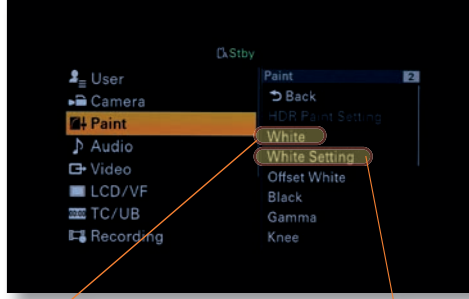 Stby
User
Camera
Paint
Audio
Video
LCD/VF
TC/UB
Recording
Paint 2
Back
HDR Paint Setting
White
White Setting
Offset White
Black
Gamma
Knee